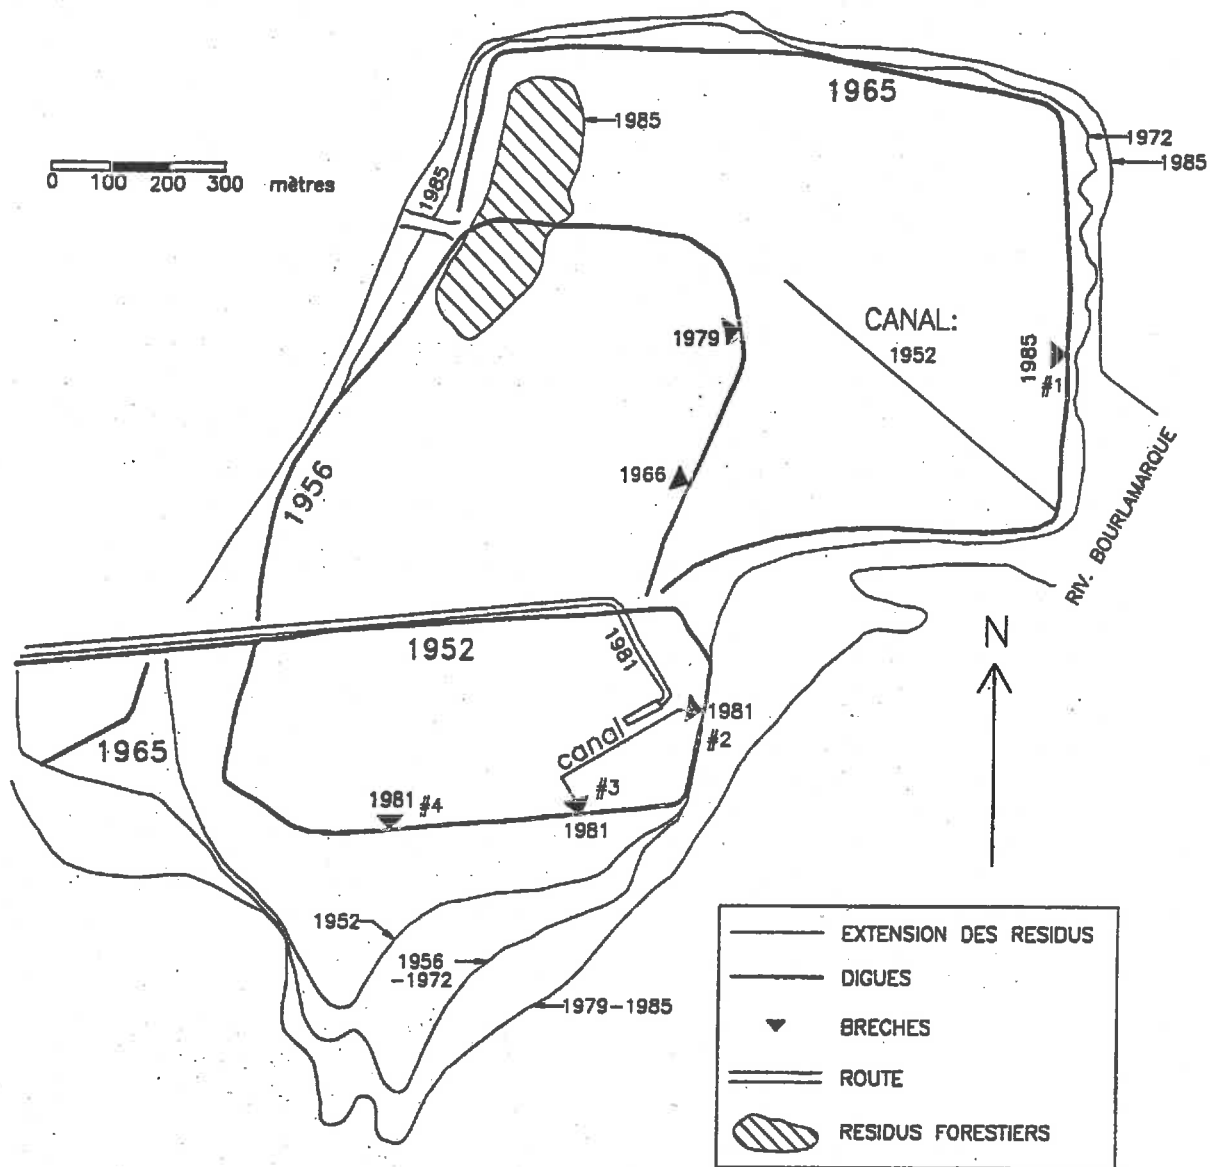 1965
1985
1972
1985
0 100 200 300 mètres
1985
CANAL:
1952
1979
1985
#1
1966
1956
RIV. BOURLAMARQUE
N
1952
1981
1981
#2
1965
canal
#3
1981 #4
1981
1952
1956
-1972
1979-1985
EXTENSION DES RESIDUS
DIGUES
BRECHES
ROUTE
RESIDUS FORESTIERS